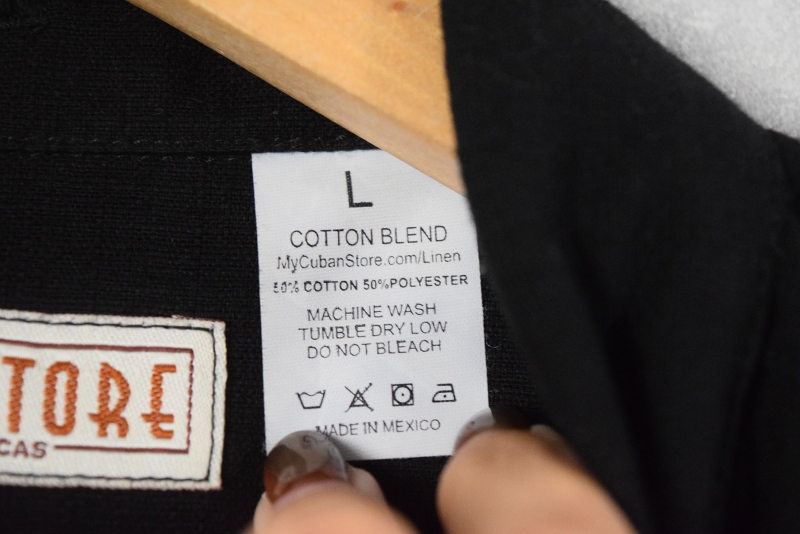 L
COTTON BLEND
MyCubanStore.com/Linen
50% COTTON 50%POLYESTER
MACHINE WASH
TUMBLE DRY LOW
DO NOT BLEACH
MADE IN MEXICO
TORE
CAS